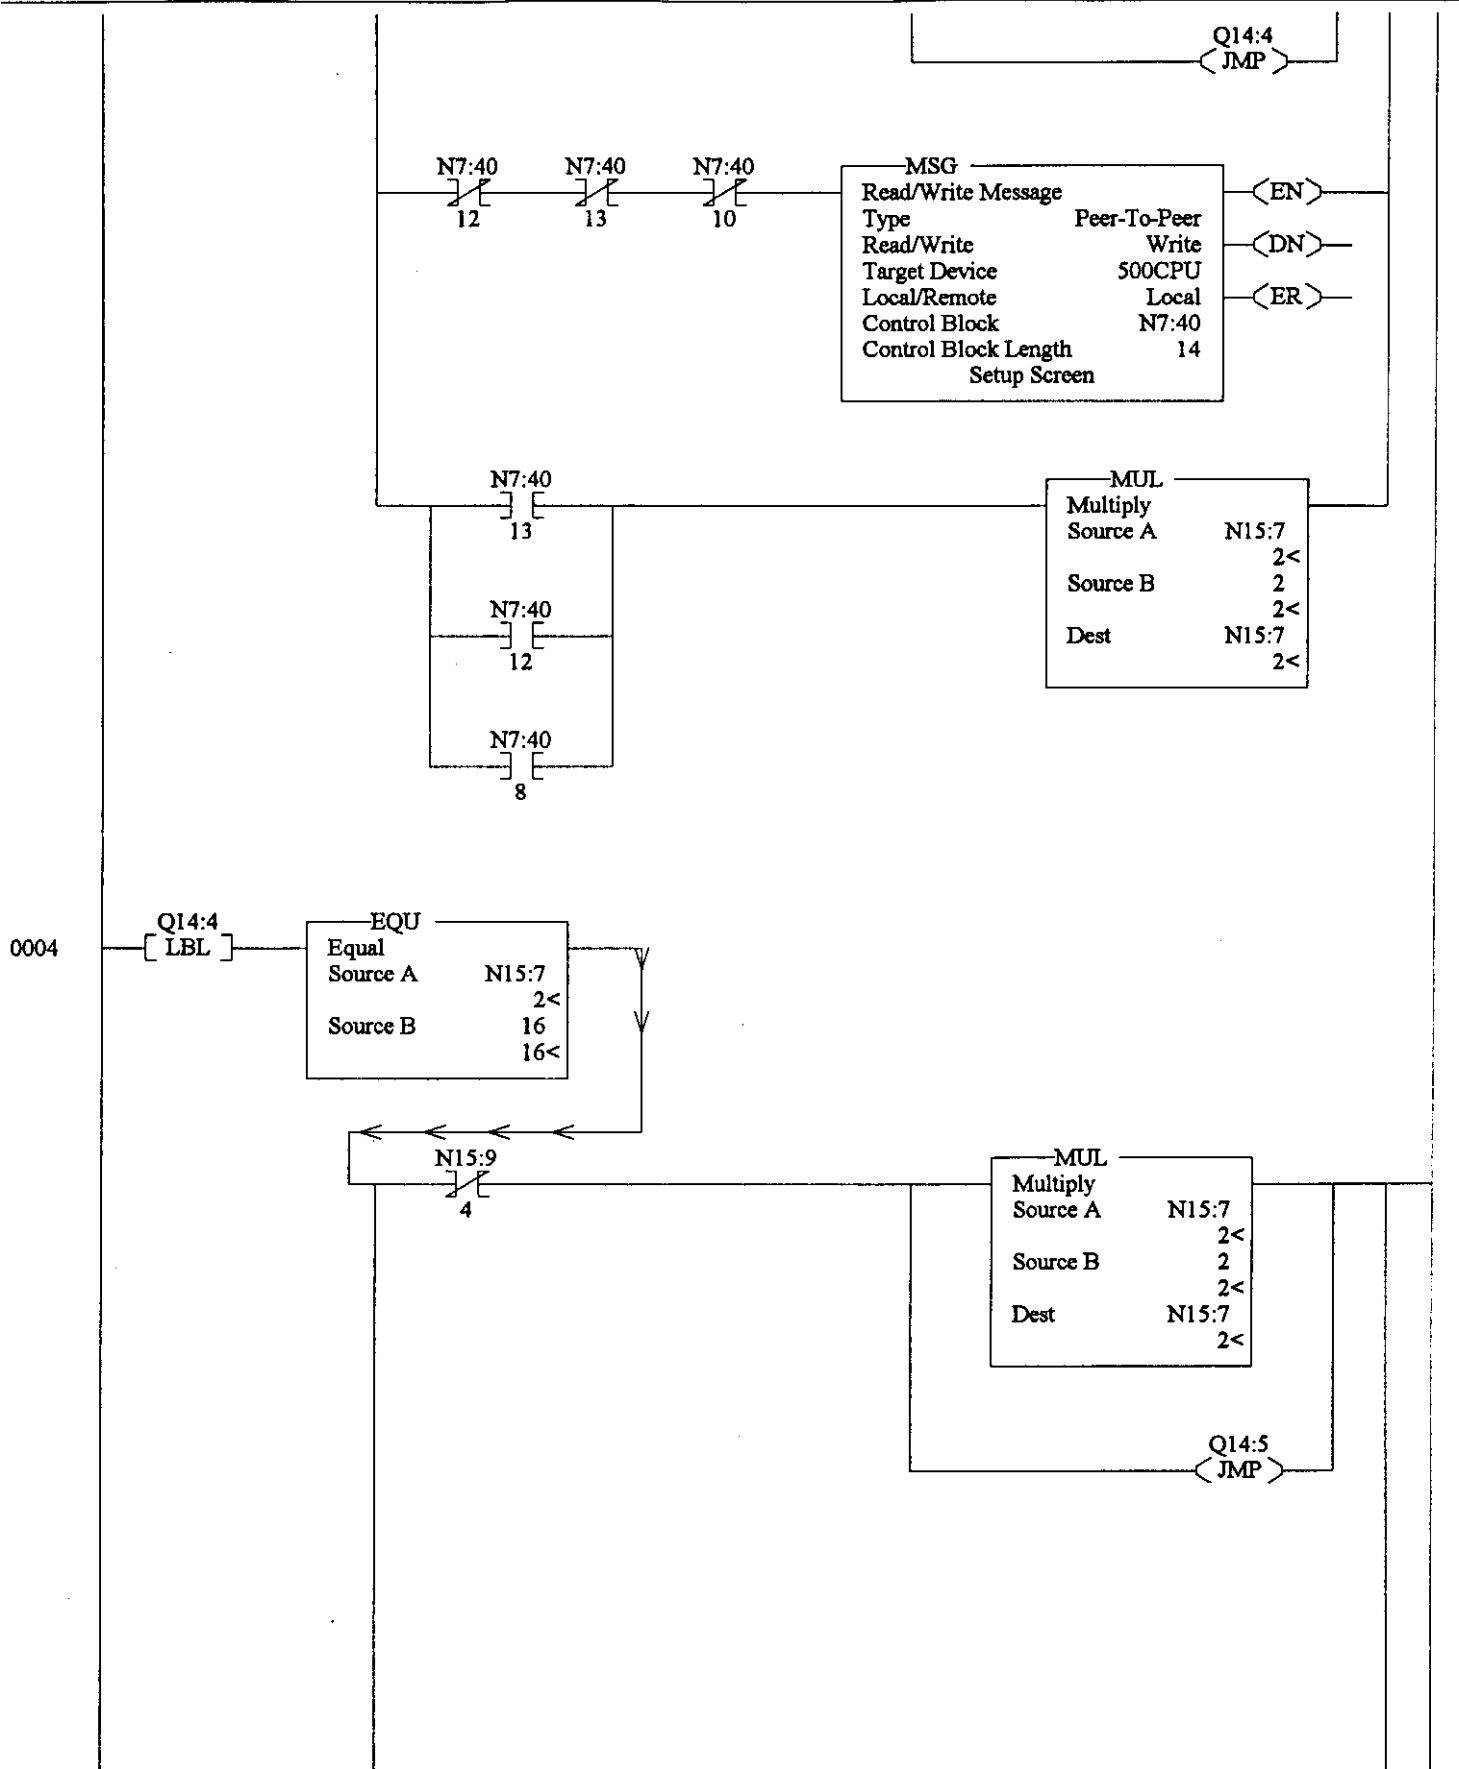 Q14:4
JMP
N7:40 N7:40 N7:40
12 13 10
MSG
Read/Write Message
Type Peer-To-Peer
Read/Write Write
Target Device 500CPU
Local/Remote Local
Control Block N7:40
Control Block Length 14
Setup Screen
EN
DN
ER
N7:40
13
N7:40
12
N7:40
8
MUL
Multiply
Source A N15:7
2<
Source B 2
2<
Dest N15:7
2<
0004
Q14:4
LBL
EQU
Equal
Source A N15:7
2<
Source B 16
16<
N15:9
4
MUL
Multiply
Source A N15:7
2<
Source B 2
2<
Dest N15:7
2<
Q14:5
JMP